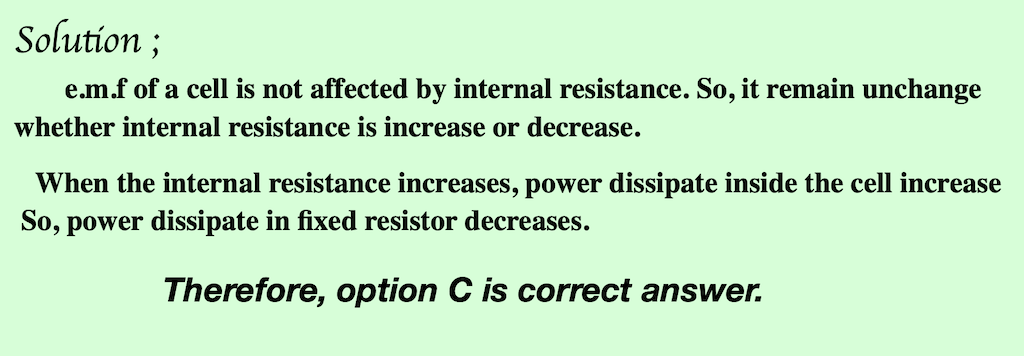 Solution ;
e.m.f of a cell is not affected by internal resistance. So, it remain unchange
whether internal resistance is increase or decrease.
When the internal resistance increases, power dissipate inside the cell increase
So, power dissipate in fixed resistor decreases.
Therefore, option C is correct answer.